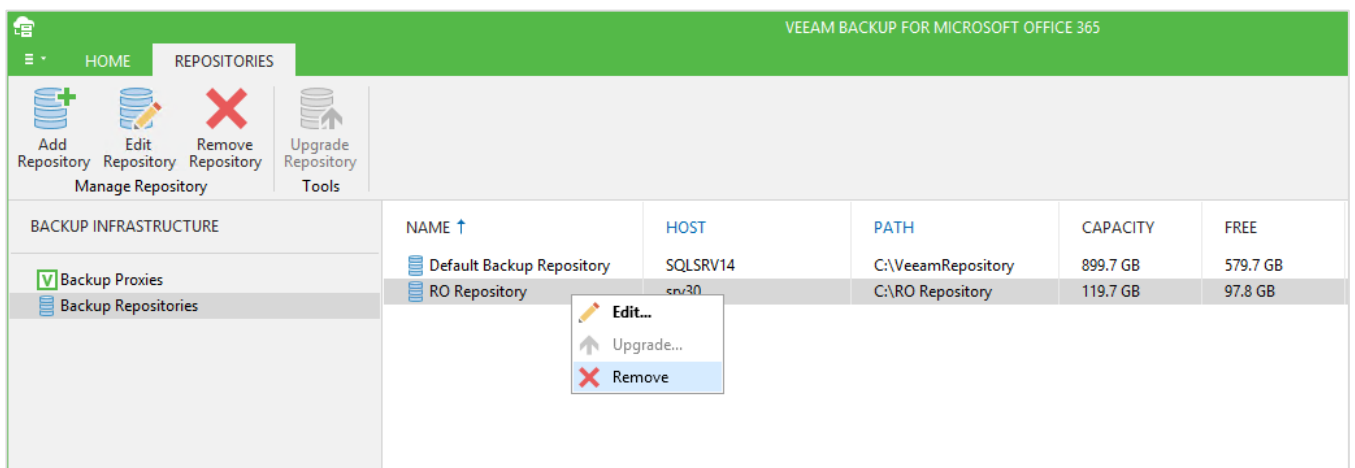 VEEAM BACKUP FOR MICROSOFT OFFICE 365
HOME REPOSITORIES
Add Repository
Edit Repository
Remove Repository
Upgrade Repository
Manage Repository
Tools
BACKUP INFRASTRUCTURE
V Backup Proxies
Backup Repositories
NAME ↑ HOST PATH CAPACITY FREE
Default Backup Repository SQLSRV14 C:\VeeamRepository 899.7 GB 579.7 GB
RO Repository srv30 C:\RO Repository 119.7 GB 97.8 GB
Edit...
Upgrade...
Remove